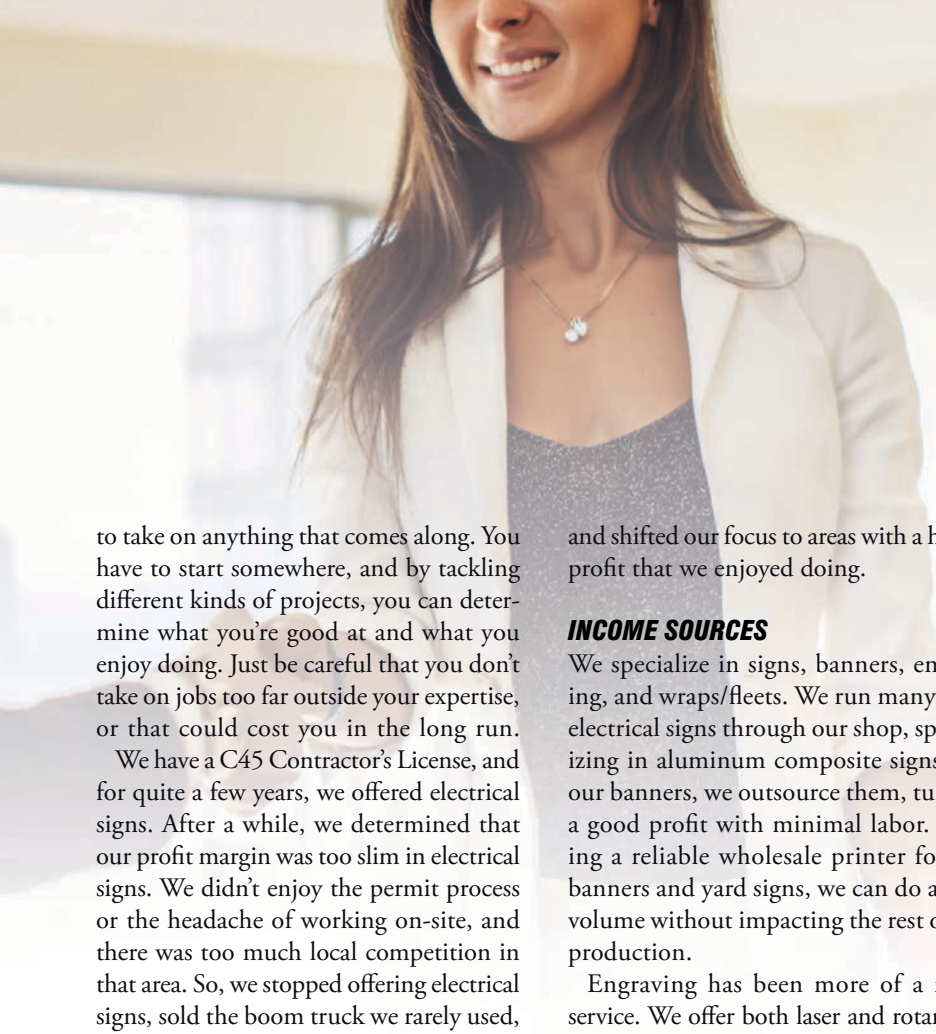 to take on anything that comes along. You
have to start somewhere, and by tackling
different kinds of projects, you can deter-
mine what you’re good at and what you
enjoy doing. Just be careful that you don’t
take on jobs too far outside your expertise,
or that could cost you in the long run.
We have a C45 Contractor’s License, and
for quite a few years, we offered electrical
signs. After a while, we determined that
our profit margin was too slim in electrical
signs. We didn’t enjoy the permit process
or the headache of working on-site, and
there was too much local competition in
that area. So, we stopped offering electrical
signs, sold the boom truck we rarely used,
and shifted our focus to areas with a
profit that we enjoyed doing.
INCOME SOURCES
We specialize in signs, banners,
ing, and wraps/fleets. We run many
electrical signs through our shop,
izing in aluminum composite signs
our banners, we outsource them,
a good profit with minimal labor.
ing a reliable wholesale printer
banners and yard signs, we can do a
volume without impacting the rest
production.
Engraving has been more of a
service. We offer both laser and